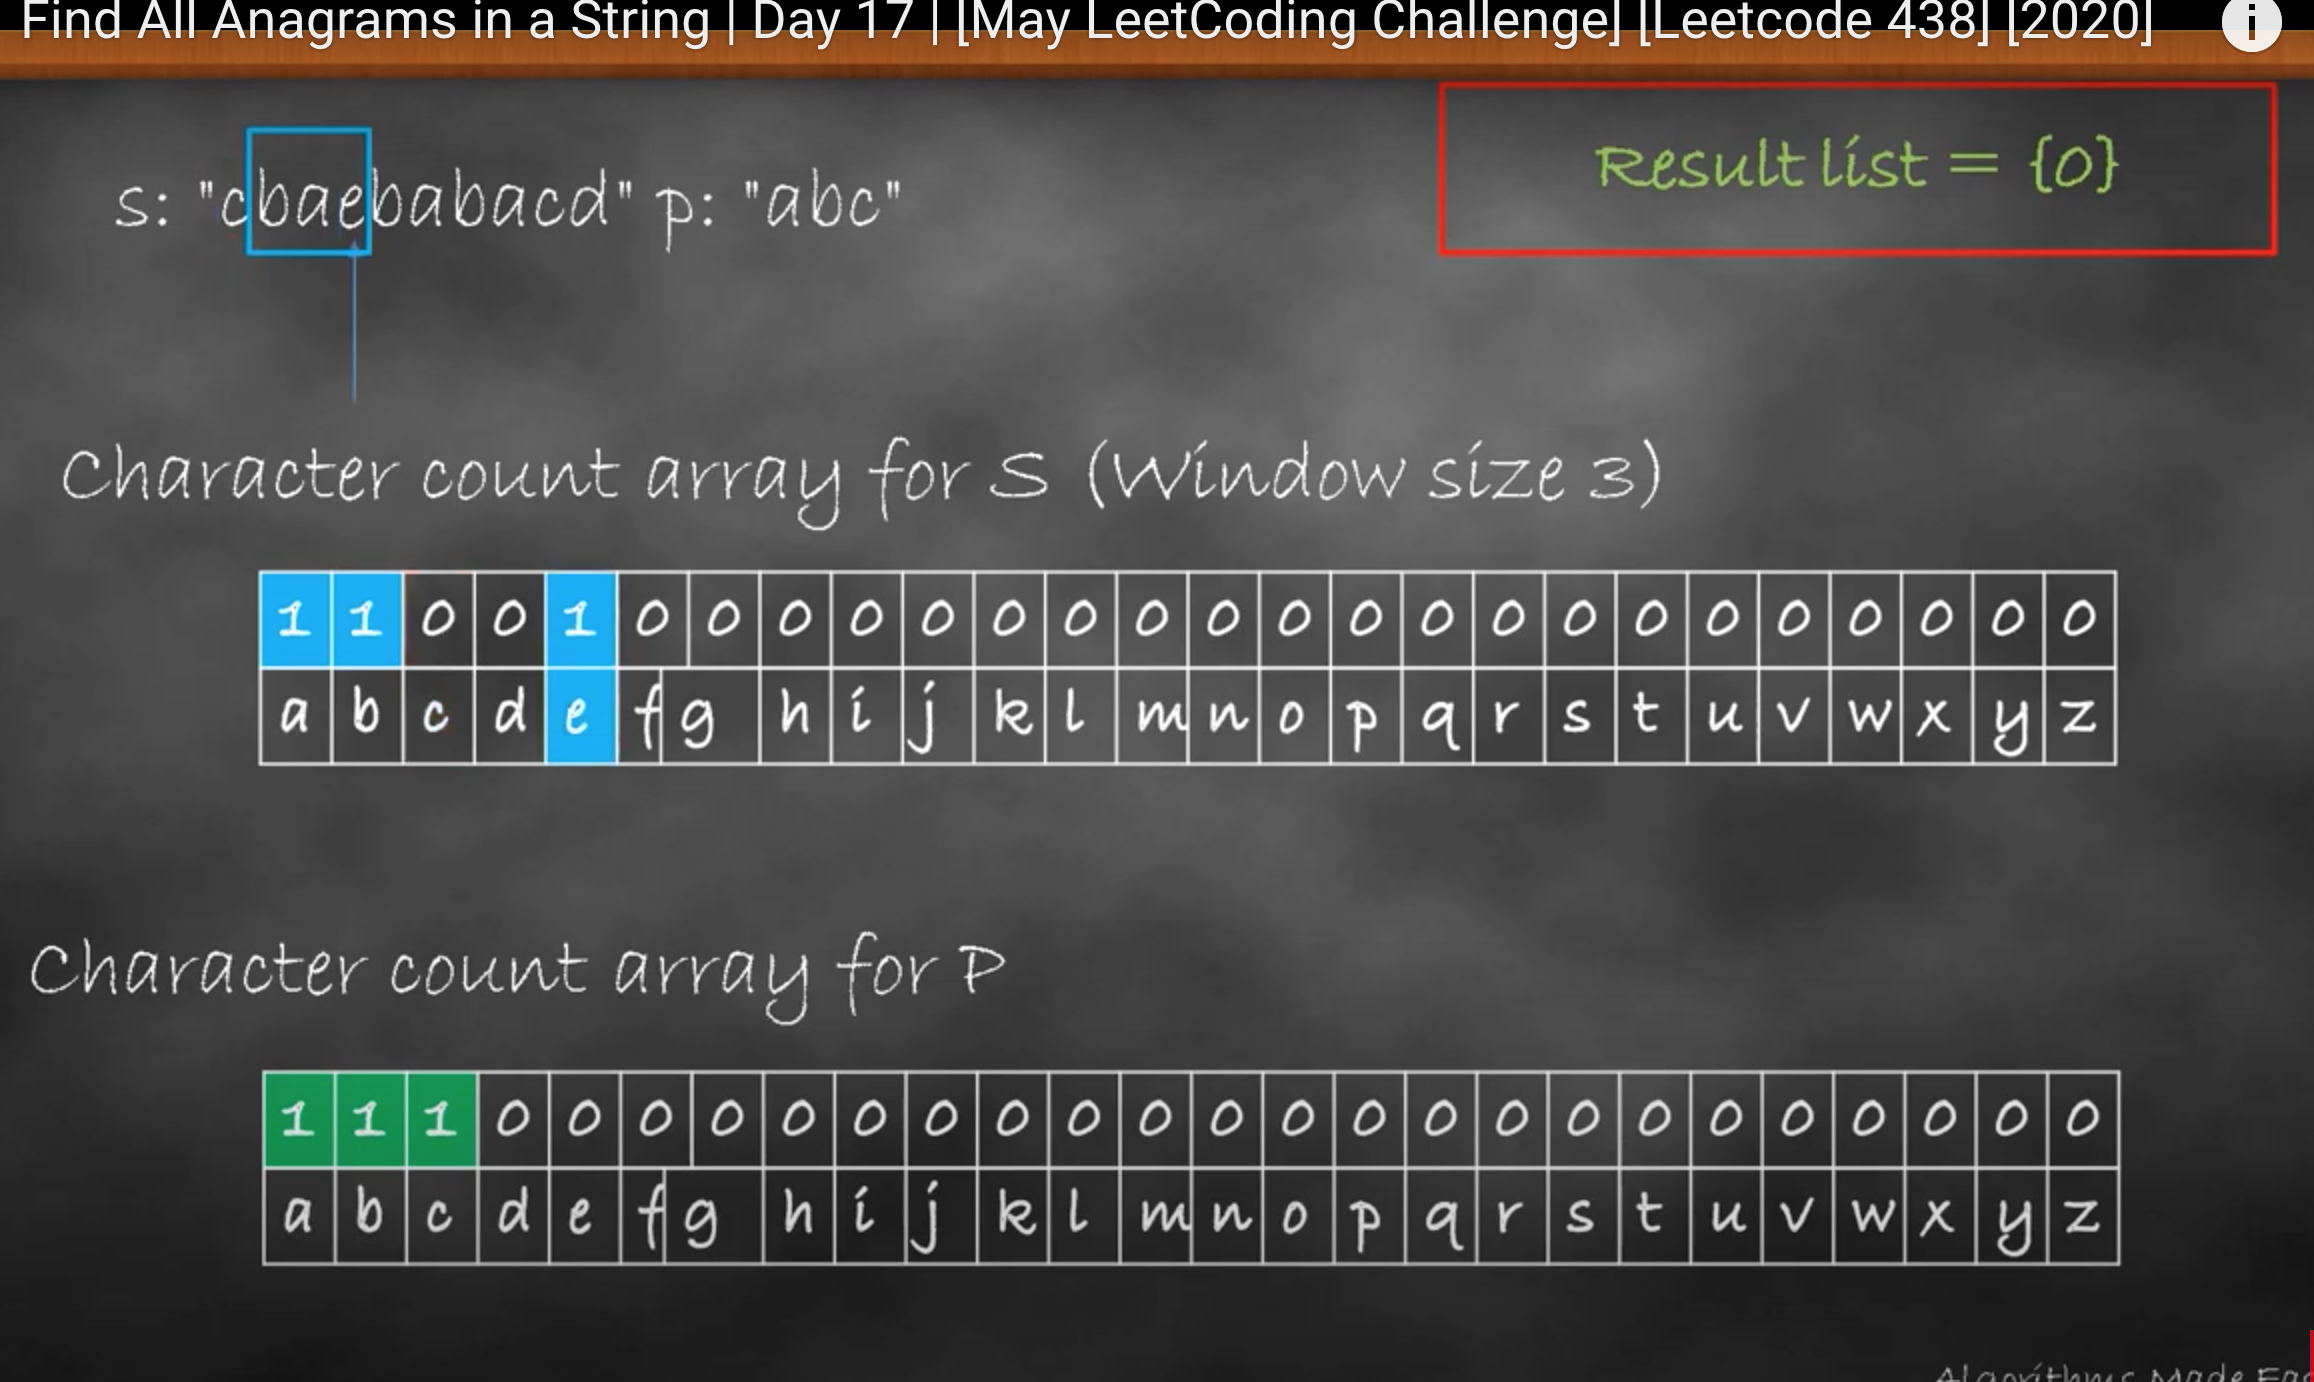 Find All Anagrams in a String | Day 17 | [May LeetCoding Challenge] [Leetcode 438] [2020]
i
s: "cbaebabacd" p: "abc"
Result list = {0}
Character count array for S (Window size 3)
1 1 0 0 1 0 0 0 0 0 0 0 0 0 0 0 0 0 0 0 0 0 0 0 0 0
a b c d e f g h i j k l m n o p q r s t u v w x y z
Character count array for P
1 1 1 0 0 0 0 0 0 0 0 0 0 0 0 0 0 0 0 0 0 0 0 0 0 0
a b c d e f g h i j k l m n o p q r s t u v w x y z
Algorithms Made